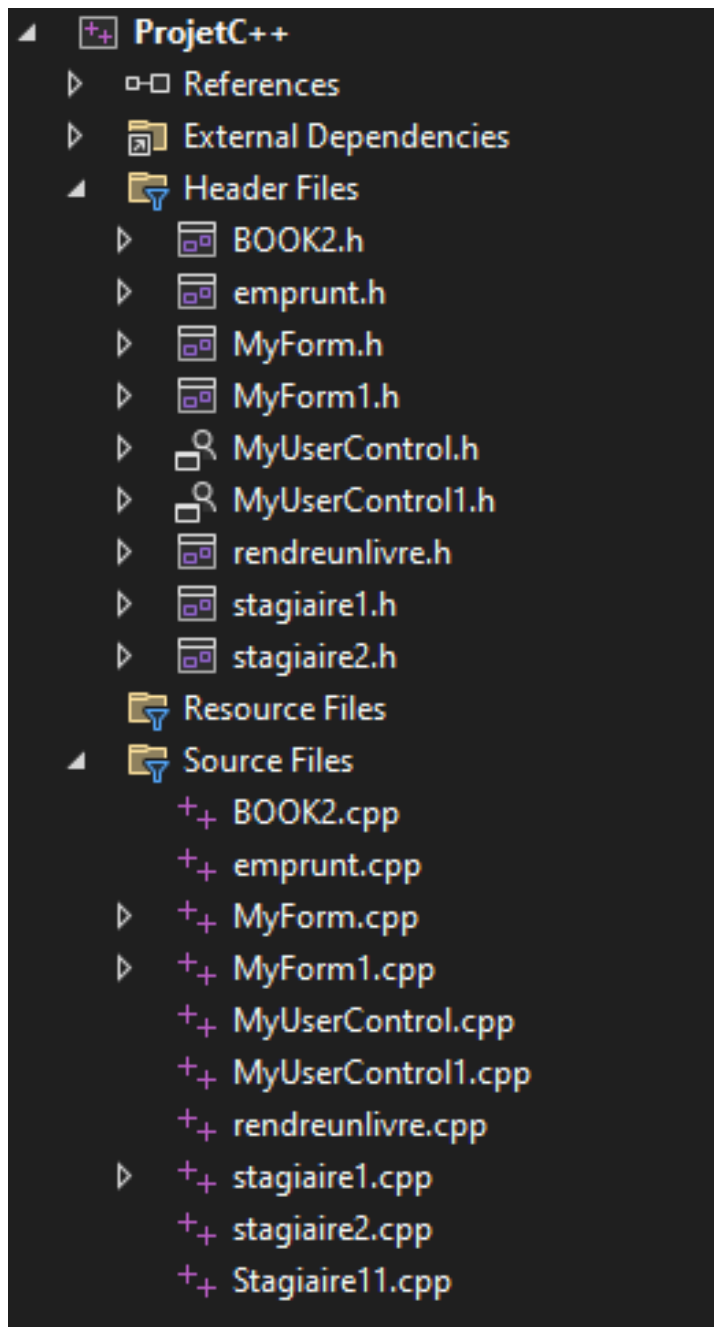 ProjetC++
References
External Dependencies
Header Files
BOOK2.h
emprunt.h
MyForm.h
MyForm1.h
MyUserControl.h
MyUserControl1.h
rendreunlivre.h
stagiaire1.h
stagiaire2.h
Resource Files
Source Files
BOOK2.cpp
emprunt.cpp
MyForm.cpp
MyForm1.cpp
MyUserControl.cpp
MyUserControl1.cpp
rendreunlivre.cpp
stagiaire1.cpp
stagiaire2.cpp
Stagiaire11.cpp